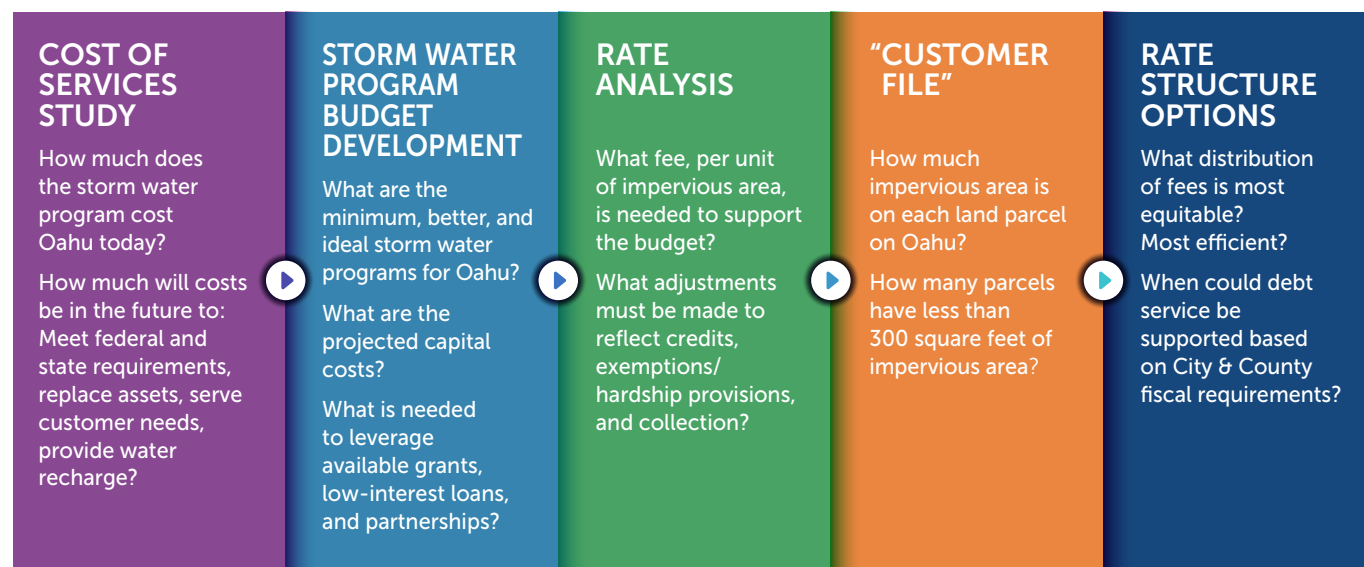 COST OF
SERVICES
STUDY
How much does
the storm water
program cost
Oahu today?
How much will costs
be in the future to:
Meet federal and
state requirements,
replace assets, serve
customer needs,
provide water
recharge?
STORM WATER
PROGRAM
BUDGET
DEVELOPMENT
What are the
minimum, better, and
ideal storm water
programs for Oahu?
What are the
projected capital
costs?
What is needed
to leverage
available grants,
low-interest loans,
and partnerships?
RATE
ANALYSIS
What fee, per unit
of impervious area,
is needed to support
the budget?
What adjustments
must be made to
reflect credits,
exemptions/
hardship provisions,
and collection?
“CUSTOMER
FILE”
How much
impervious area is
on each land parcel
on Oahu?
How many parcels
have less than
300 square feet of
impervious area?
RATE
STRUCTURE
OPTIONS
What distribution
of fees is most
equitable?
Most efficient?
When could debt
service be
supported based
on City & County
fiscal requirements?